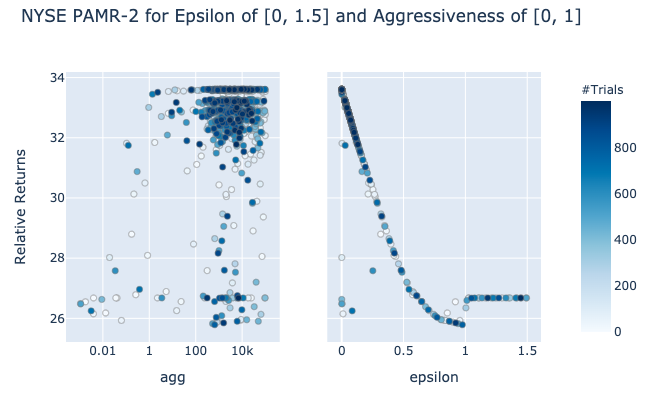 NYSE PAMR-2 for Epsilon of [0, 1.5] and Aggressiveness of [0, 1]
#Trials
34
32
30
28
26
Relative Returns
0.01 1 100 10k
agg
0 0.5 1 1.5
epsilon
800
600
400
200
0